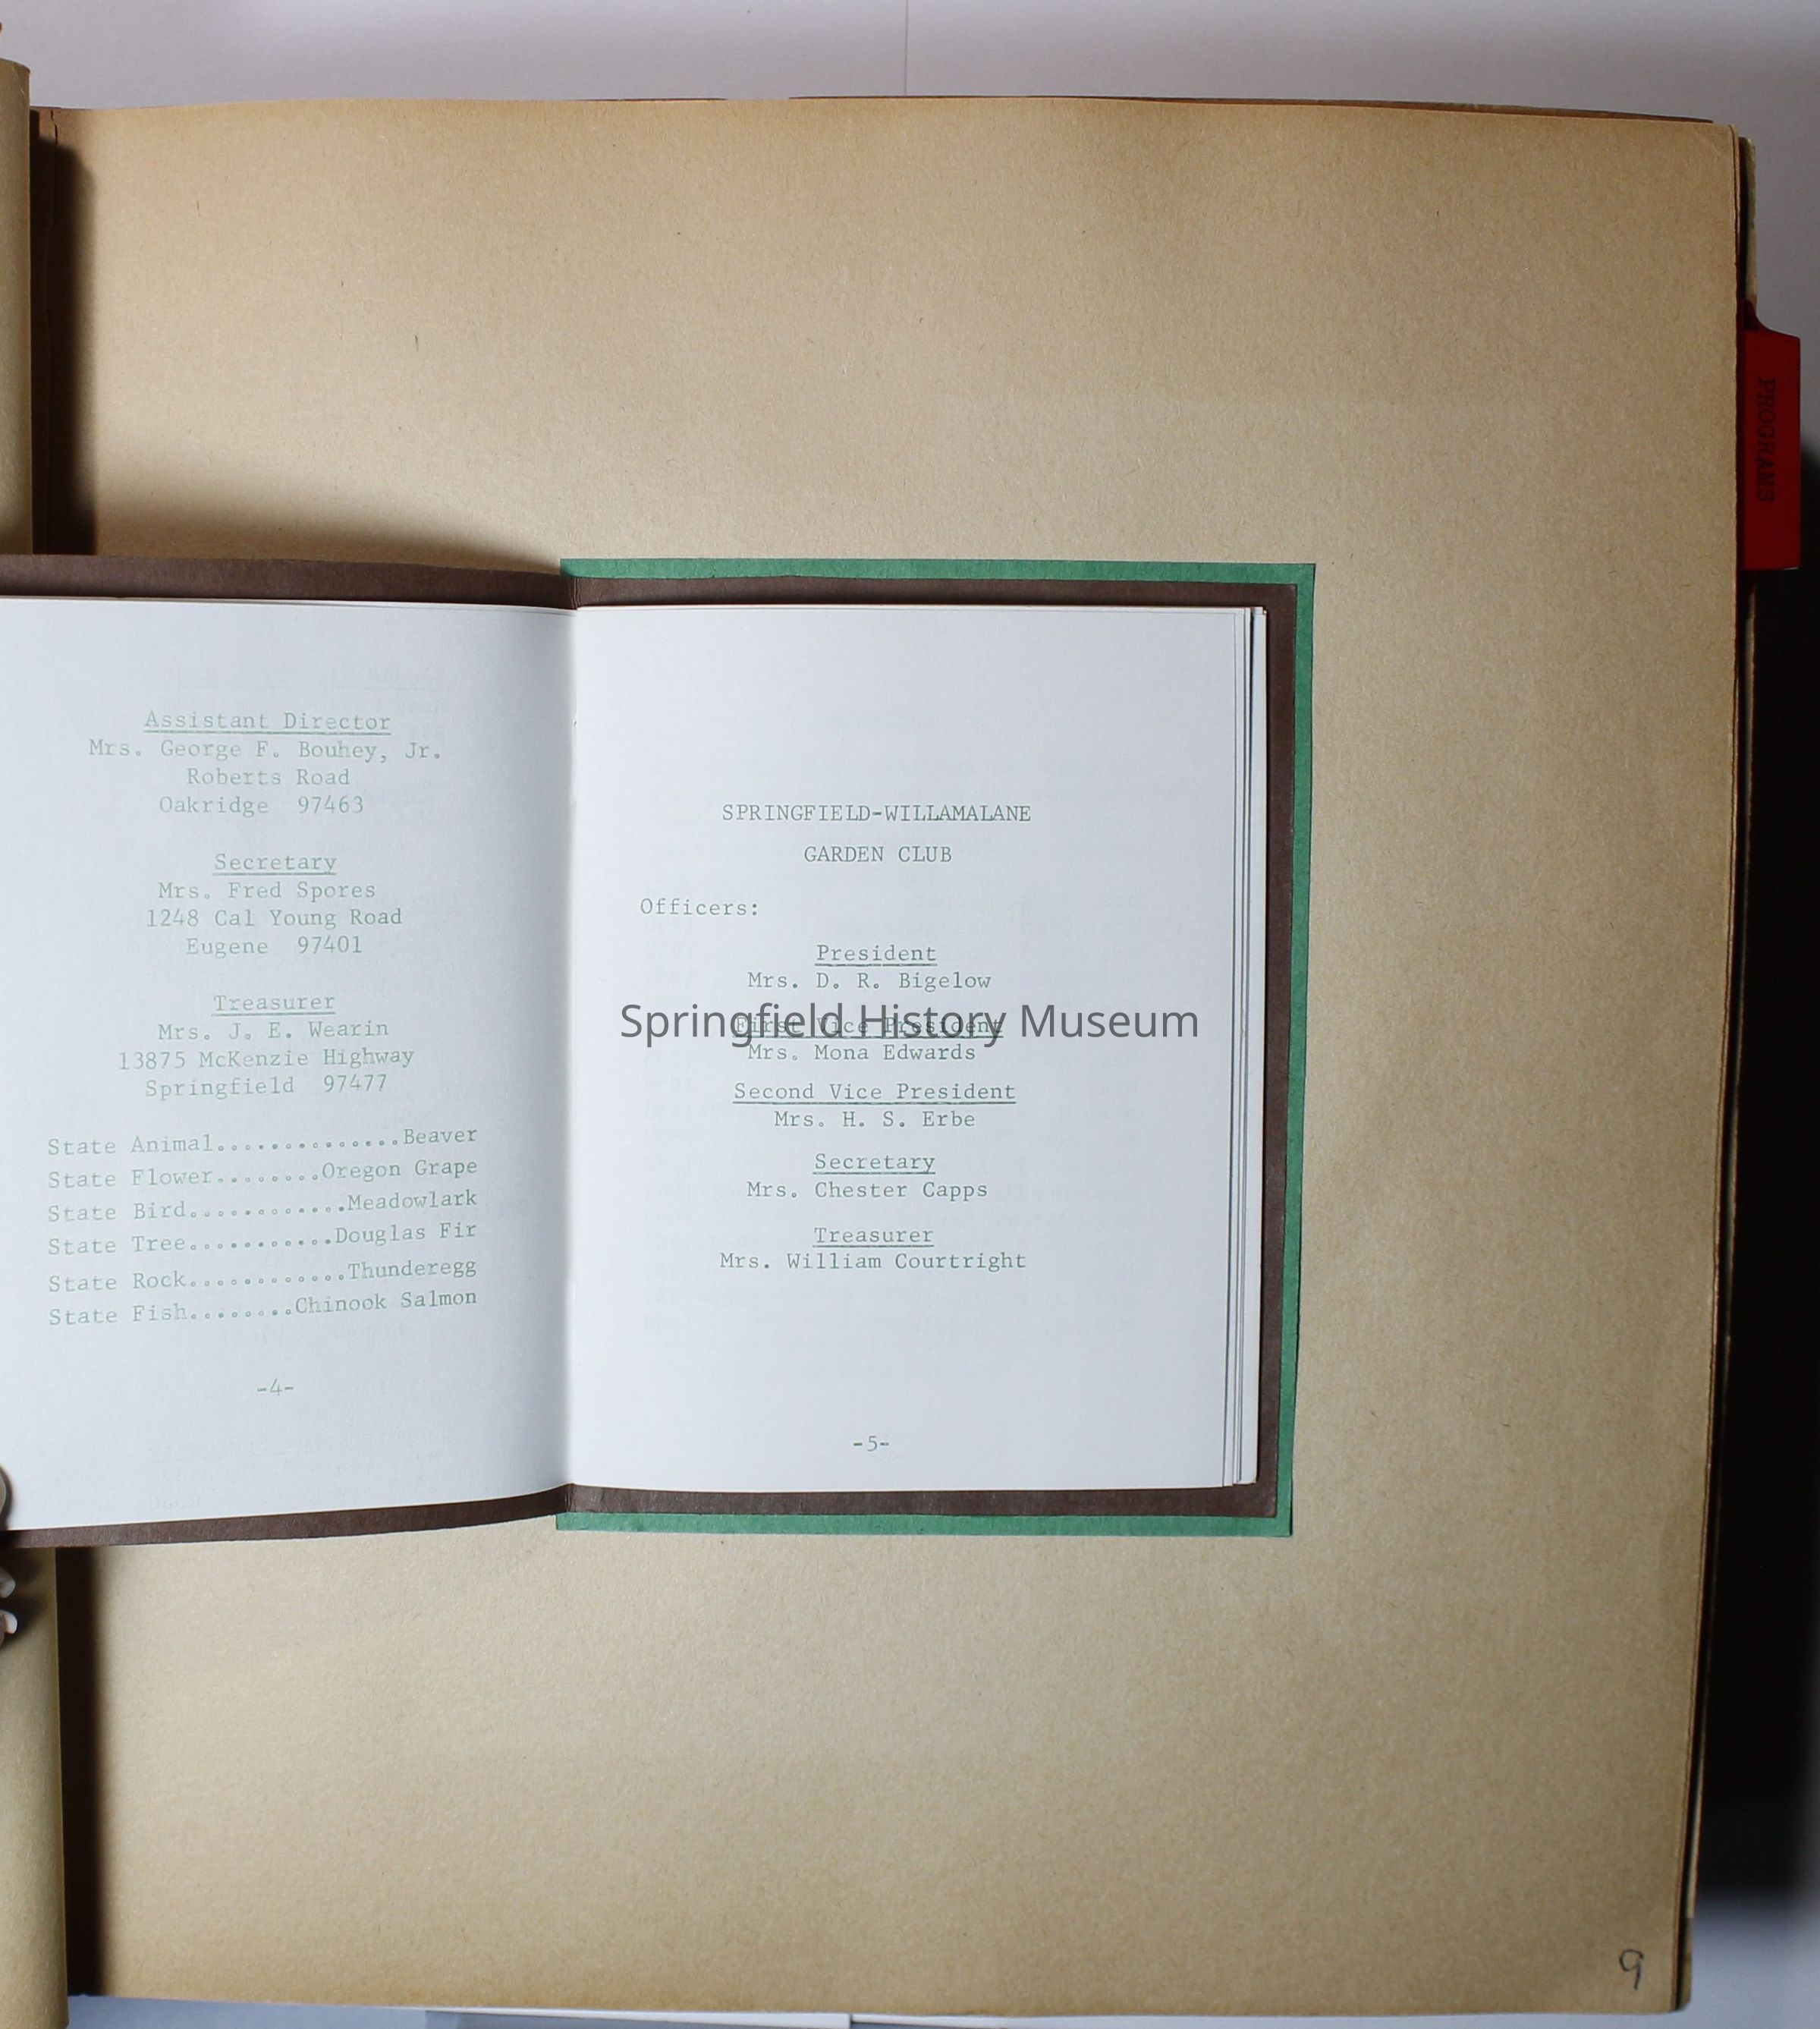 PROGRAMS
Assistant Director
Mrs. George F. Bouhey, Jr.
Roberts Road
Oakridge 97463
Secretary
Mrs. Fred Spores
1248 Cal Young Road
Eugene 97401
Treasurer
Mrs. J. E. Wearin
13875 McKenzie Highway
Springfield 97477
State Animal..............Beaver
State Flower........Oregon Grape
State Bird............Meadowlark
State Tree...........Douglas Fir
State Rock............Thunderegg
State Fish........Chinook Salmon
-4-
SPRINGFIELD-WILLAMALANE
GARDEN CLUB
Officers:
President
Mrs. D. R. Bigelow
First Vice President
Mrs. Mona Edwards
Second Vice President
Mrs. H. S. Erbe
Secretary
Mrs. Chester Capps
Treasurer
Mrs. William Courtright
-5-
Springfield History Museum
9